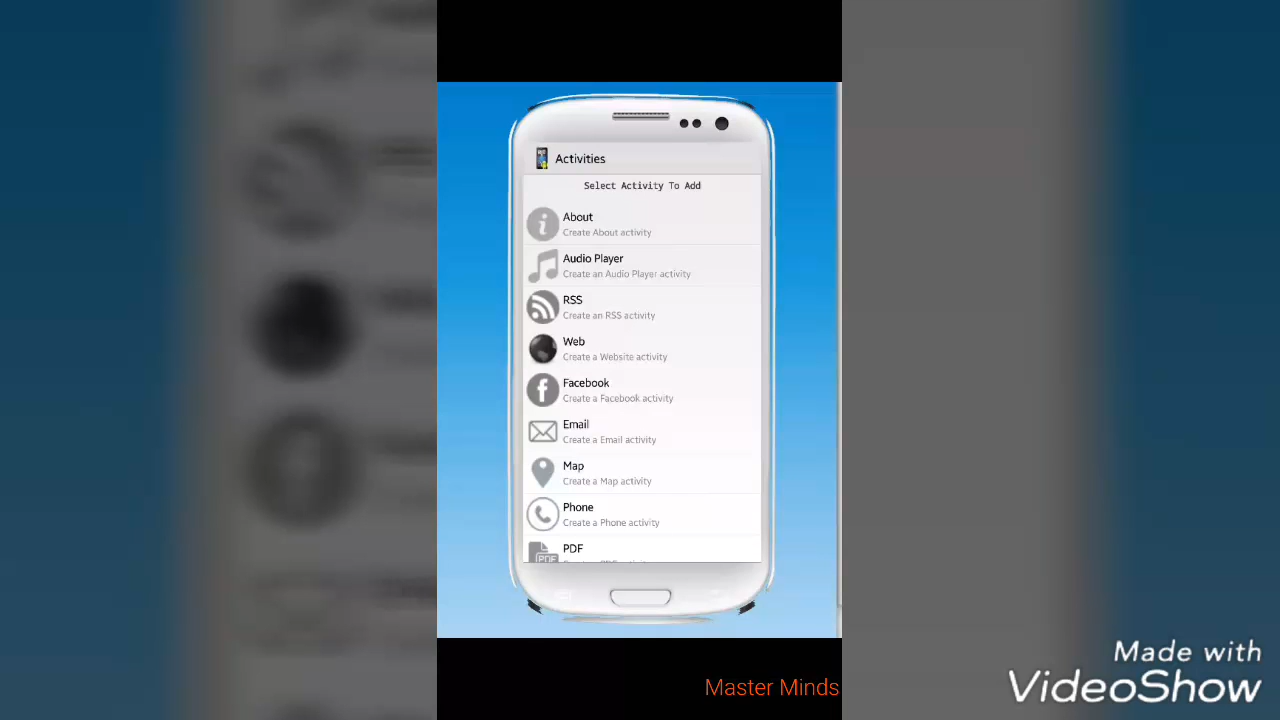 Activities
Select Activity To Add
About
Create About activity
Audio Player
Create an Audio Player activity
RSS
Create an RSS activity
Web
Create a Website activity
Facebook
Create a Facebook activity
Email
Create a Email activity
Map
Create a Map activity
Phone
Create a Phone activity
PDF
PDF
Master Minds
Made with
VideoShow